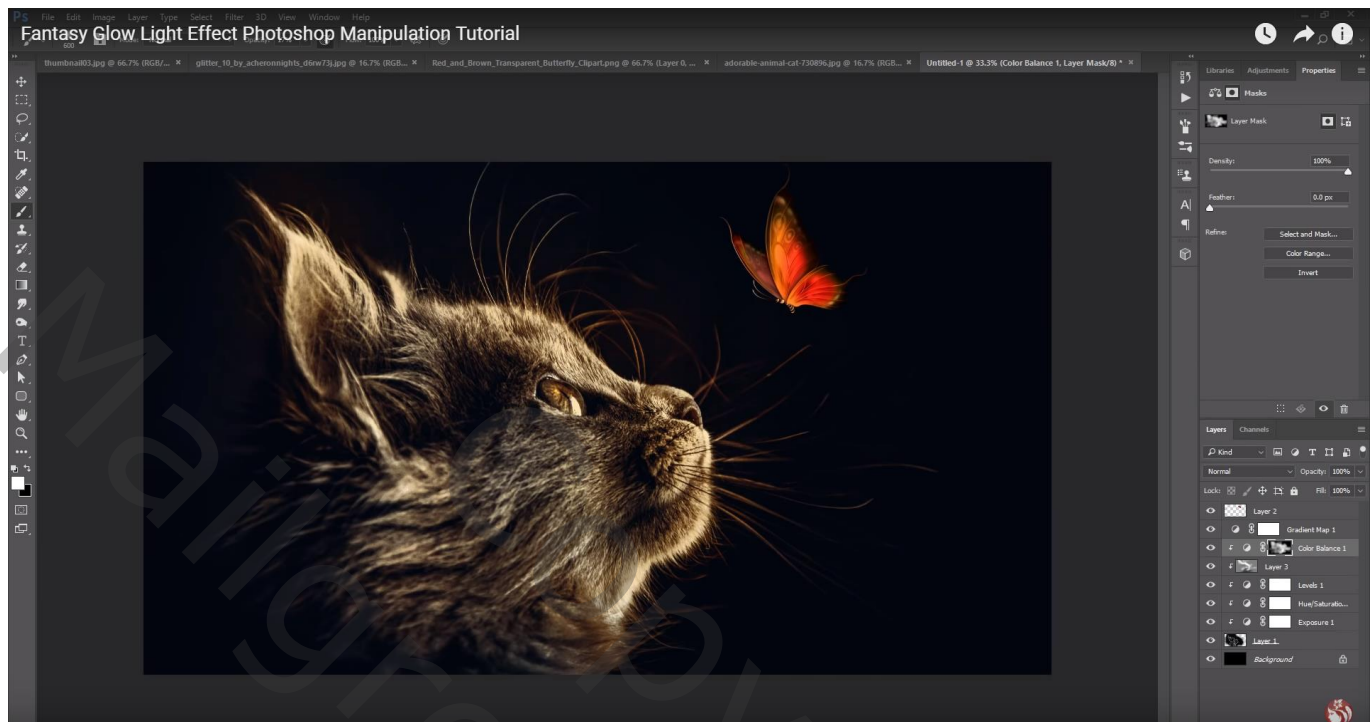 Ps File Edit Image Layer Type Select Filter 3D View Window Help
Fantasy Glow Light Effect Photoshop Manipulation Tutorial
600
thumbnail03.jpg @ 66.7% (RGB/... ×
glitter_10_by_acheronnights_d6rw73j.jpg @ 16.7% (RGB... ×
Red_and_Brown_Transparent_Butterfly_Clipart.png @ 66.7% (Layer 0, ... ×
adorable-animal-cat-730896.jpg @ 16.7% (RGB... ×
Untitled-1 @ 33.3% (Color Balance 1, Layer Mask/8) * ×
Libraries Adjustments Properties
Masks
Layer Mask
Density: 100%
Feather: 0.0 px
Refine: Select and Mask...
Color Range...
Invert
Layers Channels
Kind
Normal Opacity: 100%
Lock: Fill: 100%
Layer 2
Gradient Map 1
Color Balance 1
Layer 3
Levels 1
Hue/Saturatio...
Exposure 1
Layer 1
Background